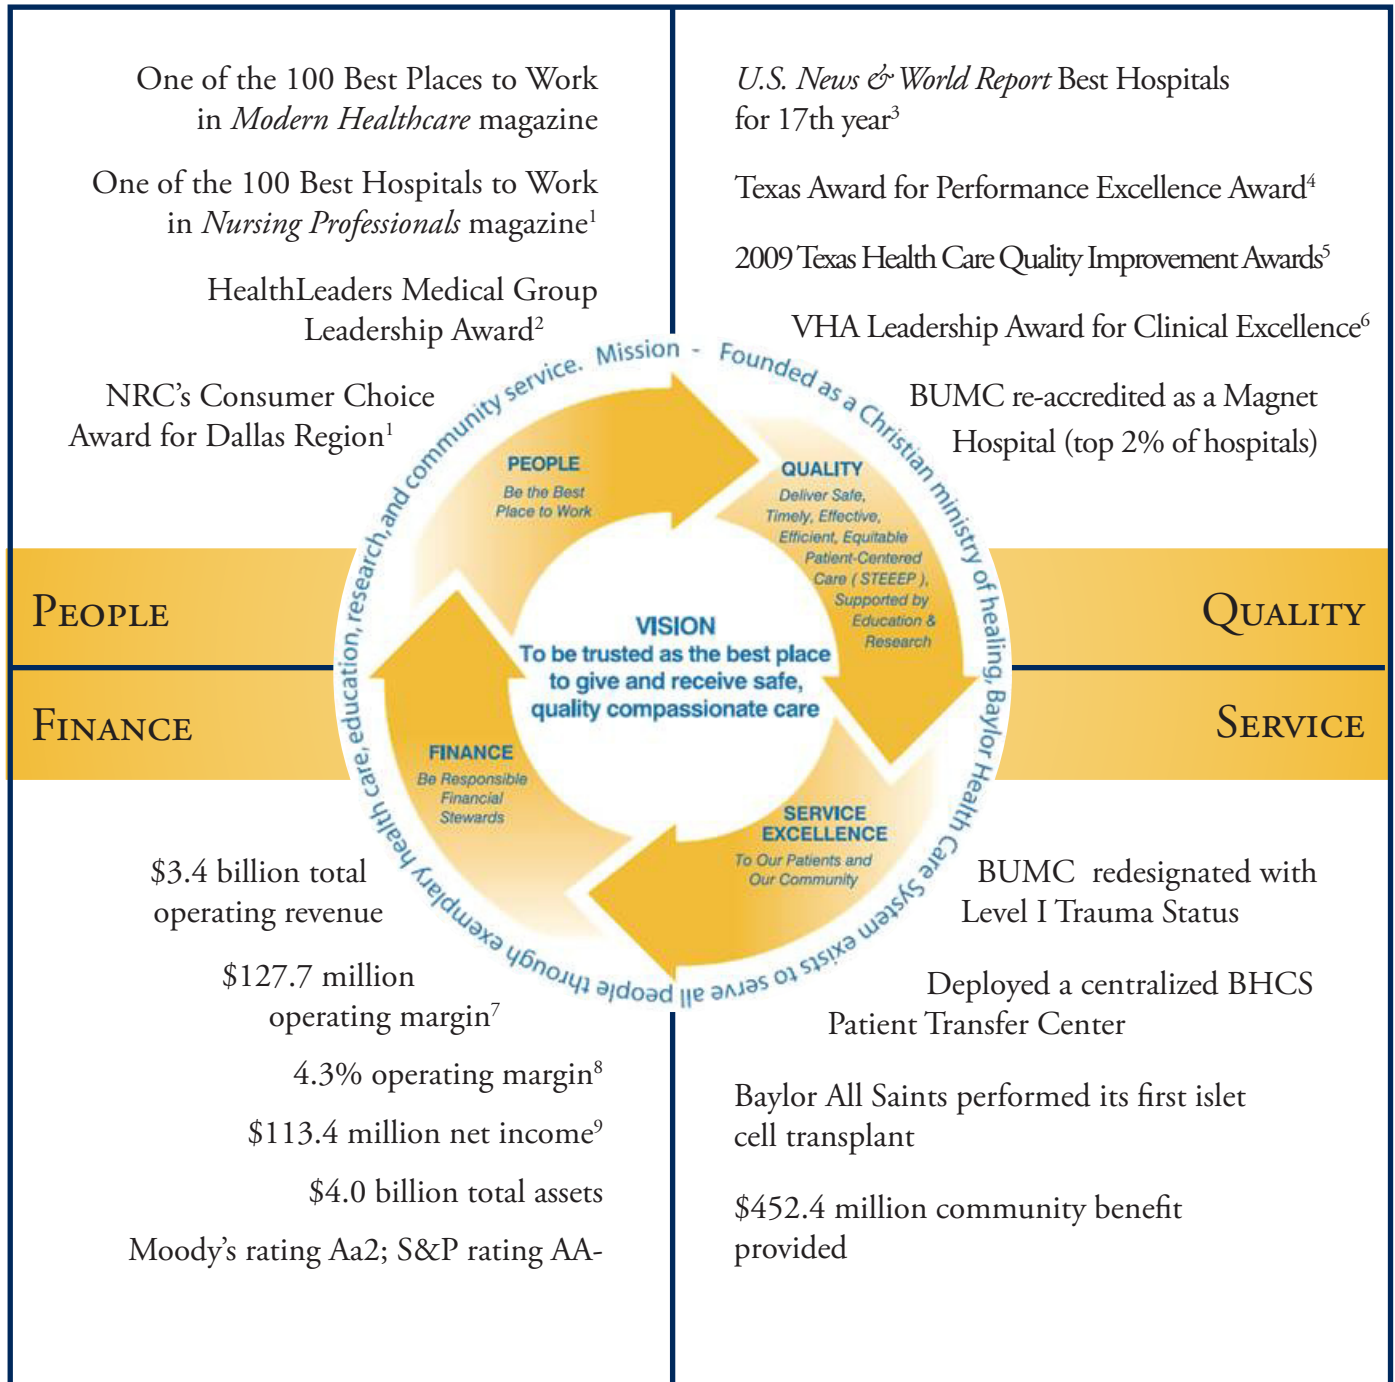 One of the 100 Best Places to Work
in Modern Healthcare magazine
One of the 100 Best Hospitals to Work
in Nursing Professionals magazine1
HealthLeaders Medical Group
Leadership Award2
NRC's Consumer Choice
Award for Dallas Region1
U.S. News & World Report Best Hospitals
for 17th year3
Texas Award for Performance Excellence Award4
2009 Texas Health Care Quality Improvement Awards5
VHA Leadership Award for Clinical Excellence6
BUMC re-accredited as a Magnet
Hospital (top 2% of hospitals)
PEOPLE
QUALITY
FINANCE
SERVICE
Mission - Founded as a Christian ministry of healing, Baylor Health Care System exists to serve all people through exemplary health care, education, research, and community service.
PEOPLE
Be the Best
Place to Work
QUALITY
Deliver Safe,
Timely, Effective,
Efficient, Equitable
Patient-Centered
Care ( STEEEP ),
Supported by
Education &
Research
VISION
To be trusted as the best place
to give and receive safe,
quality compassionate care
FINANCE
Be Responsible
Financial
Stewards
SERVICE
EXCELLENCE
To Our Patients and
Our Community
$3.4 billion total
operating revenue
$127.7 million
operating margin7
4.3% operating margin8
$113.4 million net income9
$4.0 billion total assets
Moody's rating Aa2; S&P rating AA-
BUMC redesignated with
Level I Trauma Status
Deployed a centralized BHCS
Patient Transfer Center
Baylor All Saints performed its first islet
cell transplant
$452.4 million community benefit
provided